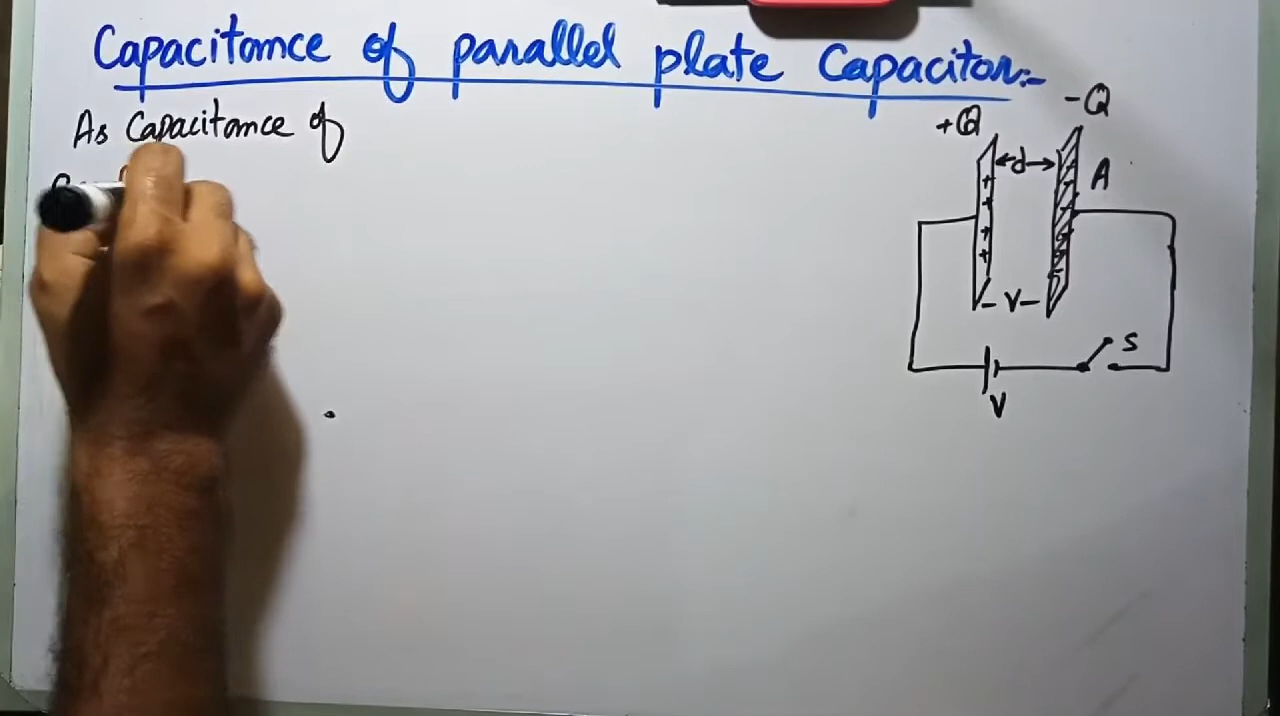 Capacitance of parallel plate Capacitor:-
As Capacitance of
+Q
-Q
d
A
+
+
+
+
- V -
S
V